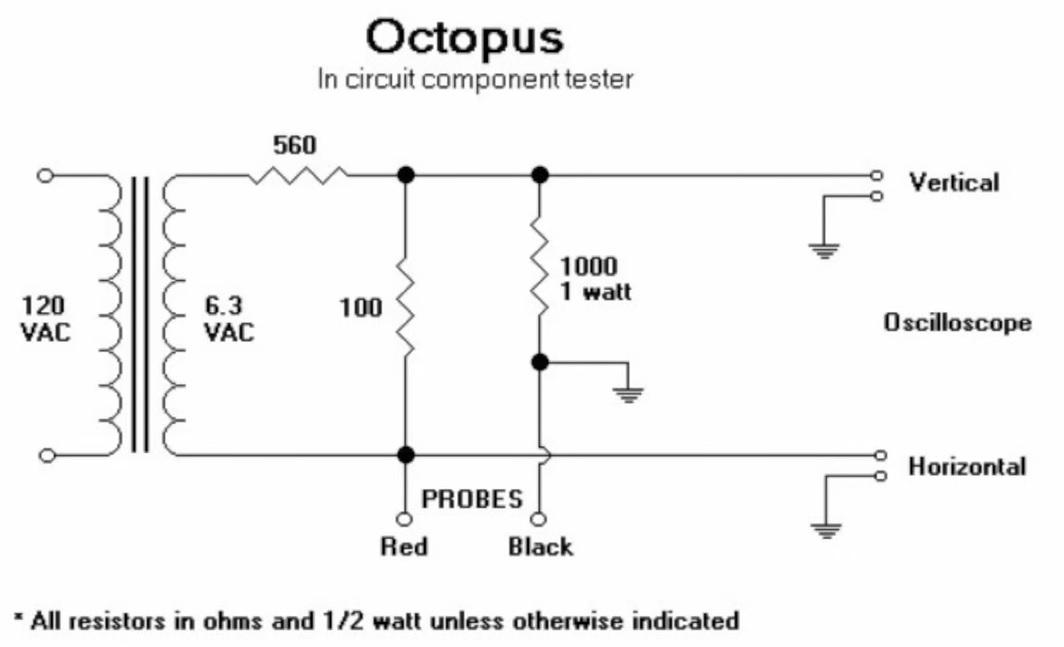 Octopus
In circuit component tester
560
Vertical
1000
1 watt
100
120
VAC
6.3
VAC
Oscilloscope
Horizontal
PROBES
Red
Black
* All resistors in ohms and 1/2 watt unless otherwise indicated